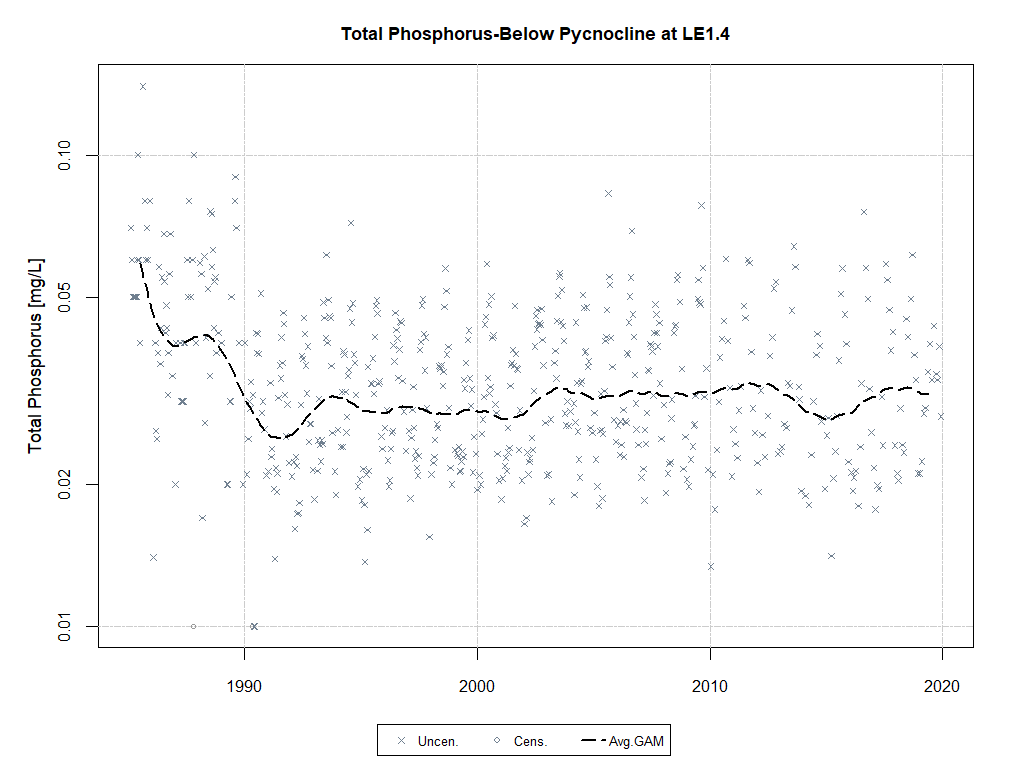 Total Phosphorus-Below Pycnocline at LE1.4
Total Phosphorus [mg/L]
0.10
0.05
0.02
0.01
1990 2000 2010 2020
Uncen. Cens. Avg.GAM